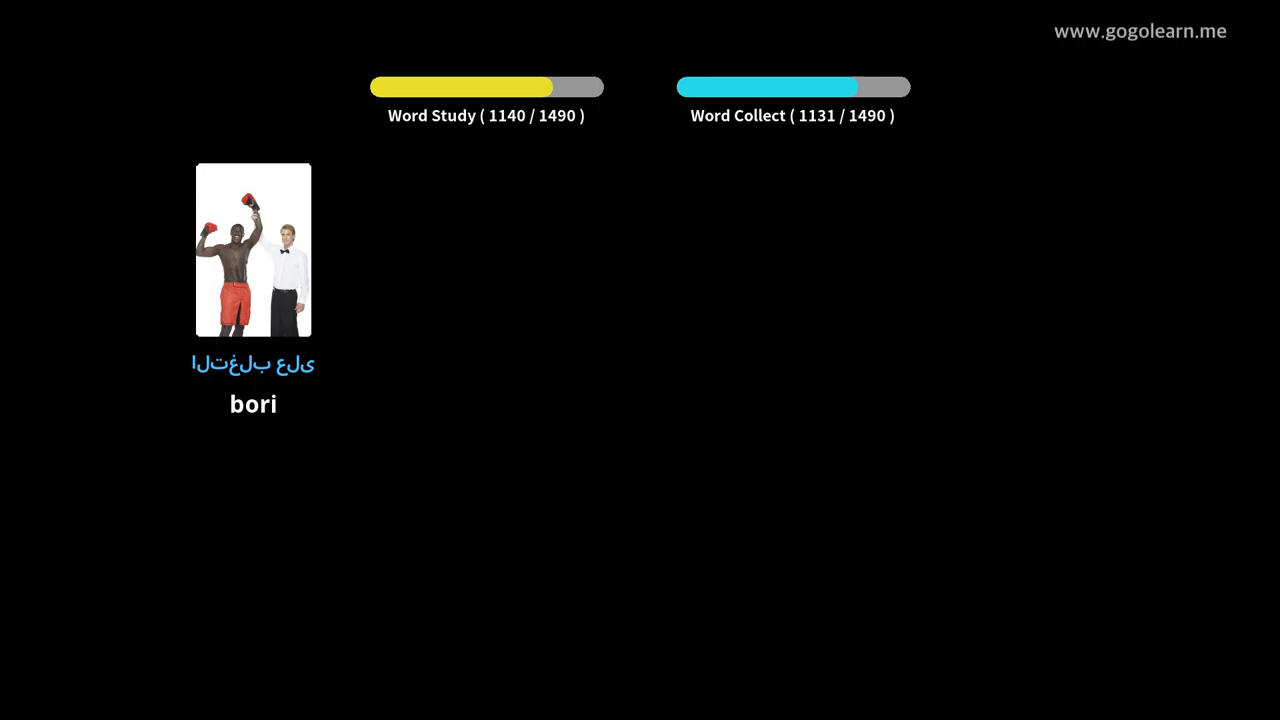 www.gogolearn.me
Word Study ( 1140 / 1490 )
Word Collect ( 1131 / 1490 )
التغلب على
bori